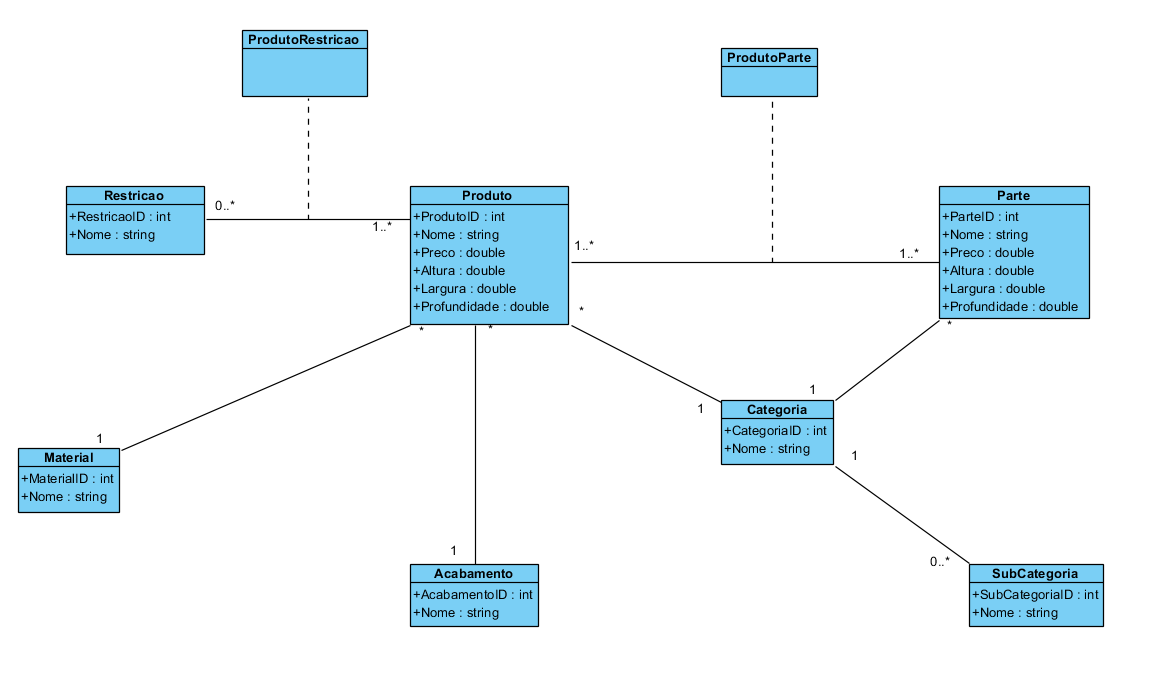 ProdutoRestricao
ProdutoParte
Restricao
+RestricaoID : int
+Nome : string
0..*
1..*
Produto
+ProdutoID : int
+Nome : string
+Preco : double
+Altura : double
+Largura : double
+Profundidade : double
1..*
1..*
Parte
+ParteID : int
+Nome : string
+Preco : double
+Altura : double
+Largura : double
+Profundidade : double
*
*
*
*
1
1
1
Categoria
+CategoriaID : int
+Nome : string
1
Material
+MaterialID : int
+Nome : string
1
0..*
Acabamento
+AcabamentoID : int
+Nome : string
SubCategoria
+SubCategoriaID : int
+Nome : string